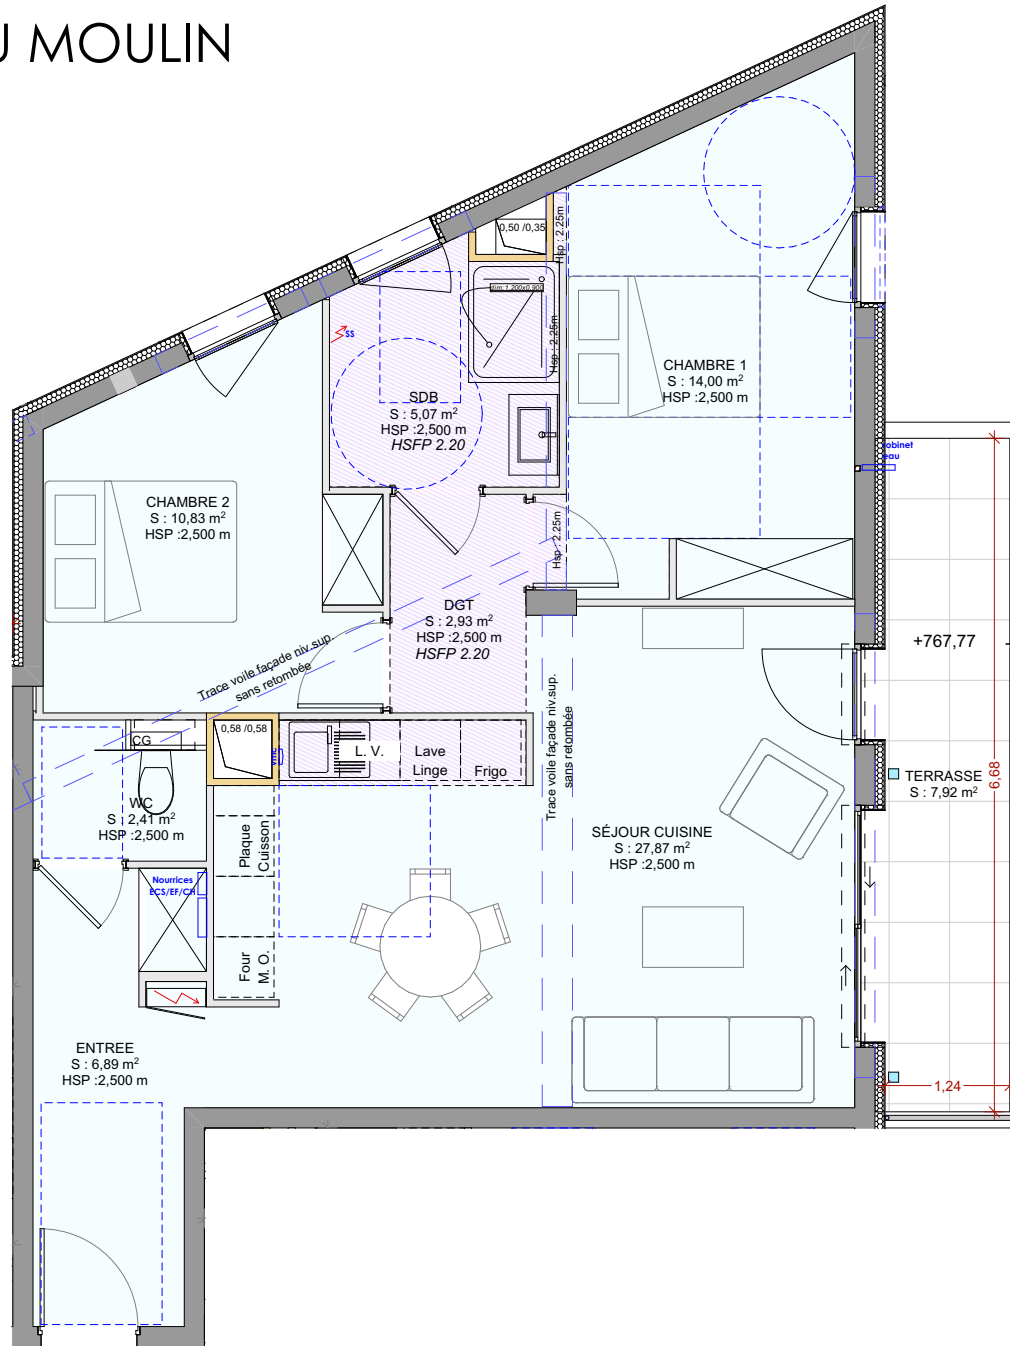 U MOULIN
0,50 /0,35
Hsp : 2.25m
dim:1.200x0.900
SS
Hsp : 2.25m
CHAMBRE 1
S : 14,00 m²
HSP :2,500 m
SDB
S : 5,07 m²
HSP :2,500 m
HSFP 2.20
robinet
eau
CHAMBRE 2
S : 10,83 m²
HSP :2,500 m
Hsp : 2.25m
DGT
S : 2,93 m²
HSP :2,500 m
HSFP 2.20
+767,77
Trace voile façade niv.sup.
sans retombée
Trace voile façade niv.sup.
sans retombée
CG
0,58 /0,58
L. V.
Lave
Linge
Frigo
TERRASSE
S : 7,92 m²
6,68
WC
S : 2,41 m²
HSP :2,500 m
Plaque
Cuisson
SÉJOUR CUISINE
S : 27,87 m²
HSP :2,500 m
Nourrices
ECS/EF/CH
Four
M. O.
ENTREE
S : 6,89 m²
HSP :2,500 m
1,24